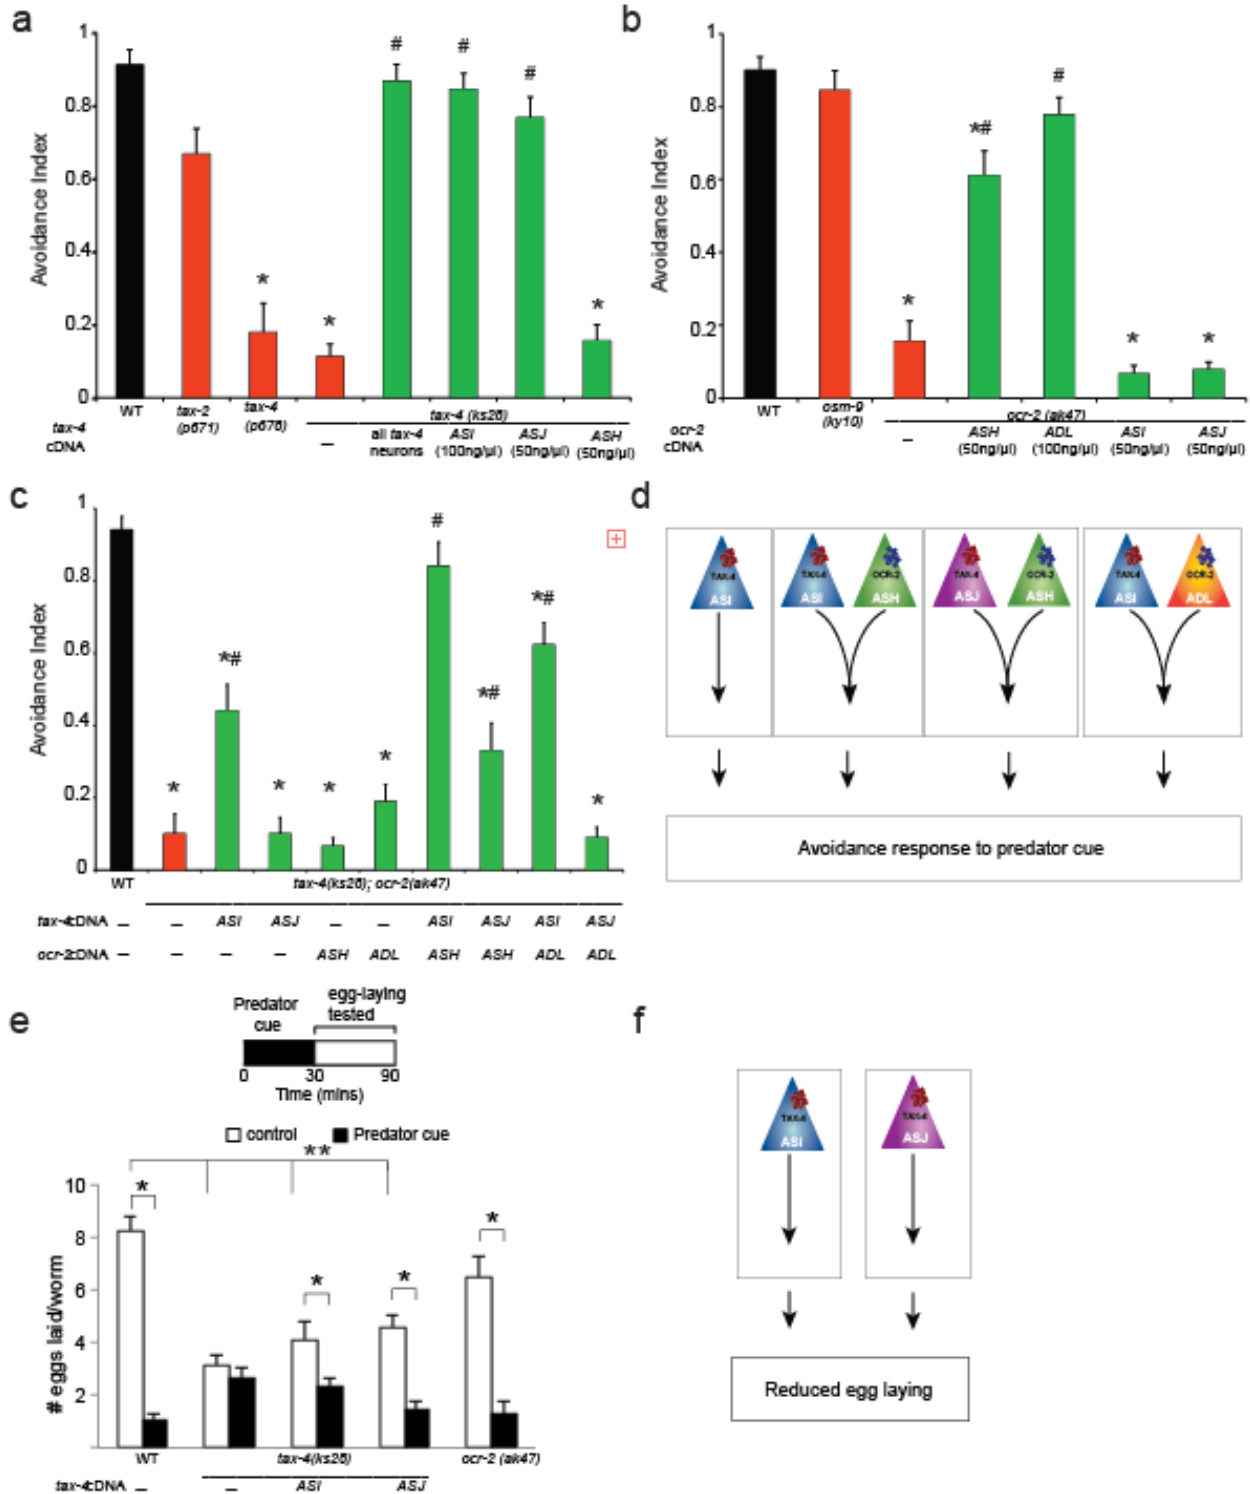 a
1
0.8
0.6
0.4
0.2
0
Avoidance Index
#
#
#
*
*
*
WT
tax-2 (p671)
tax-4 (p678)
tax-4 (ks28)
tax-4 cDNA
–
all tax-4 neurons
ASI (100ng/µl)
ASJ (50ng/µl)
ASH (50ng/µl)
b
1
0.8
0.6
0.4
0.2
0
Avoidance Index
*
*#
#
*
*
WT
osm-9 (ky10)
ocr-2 (ak47)
ocr-2 cDNA
–
ASH (50ng/µl)
ADL (100ng/µl)
ASI (50ng/µl)
ASJ (50ng/µl)
c
1
0.8
0.6
0.4
0.2
0
Avoidance Index
*
*#
*
*
*
#
*#
*#
*
WT
tax-4(ks28); ocr-2(ak47)
tax-4cDNA – – ASI ASJ – – ASI ASJ ASI ASJ
ocr-2cDNA – – – – ASH ADL ASH ASH ADL ADL
d
TAX-4 ASI
TAX-4 ASI OCR-2 ASH
TAX-4 ASJ OCR-2 ASH
TAX-4 ASI OCR-2 ADL
Avoidance response to predator cue
e
Predator cue
egg-laying tested
0 30 90
Time (mins)
control Predator cue
**
*
*
*
*
10
8
6
4
2
# eggs laid/worm
WT
tax-4(ks28)
ocr-2 (ak47)
tax-4cDNA – – ASI ASJ
f
TAX-4 ASI
TAX-4 ASJ
Reduced egg laying